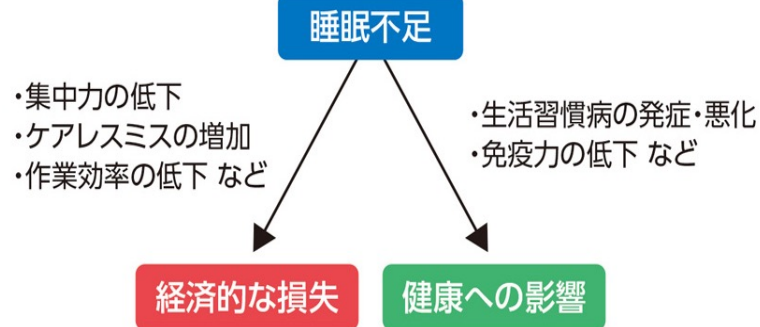 睡眠不足
・集中力の低下
・ケアレスミスの増加
・作業効率の低下 など
・生活習慣病の発症・悪化
・免疫力の低下 など
経済的な損失
健康への影響